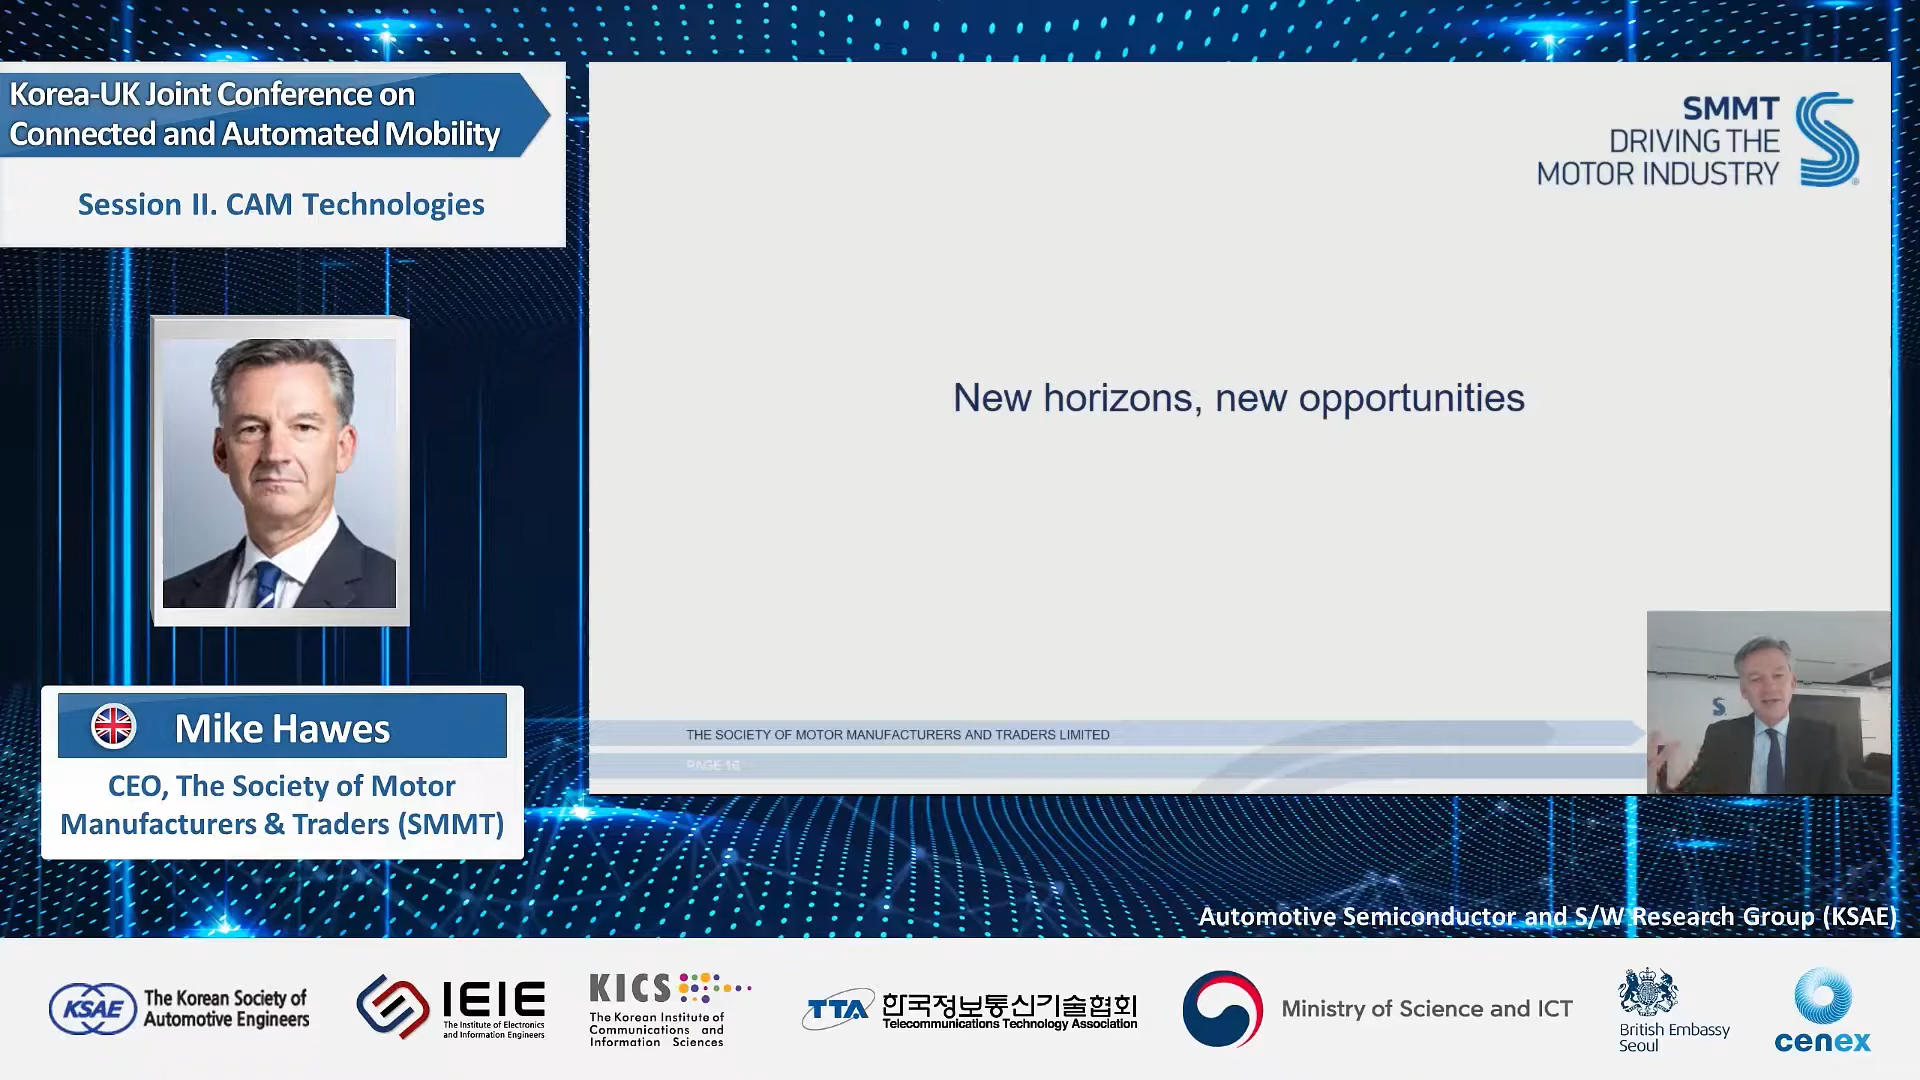 Korea-UK Joint Conference on
Connected and Automated Mobility
Session II. CAM Technologies
SMMT
DRIVING THE
MOTOR INDUSTRY
New horizons, new opportunities
THE SOCIETY OF MOTOR MANUFACTURERS AND TRADERS LIMITED
PAGE 16
Mike Hawes
CEO, The Society of Motor
Manufacturers & Traders (SMMT)
Automotive Semiconductor and S/W Research Group (KSAE)
KSAE
The Korean Society of
Automotive Engineers
IEIE
The Institute of Electronics
and Information Engineers
KICS
The Korean Institute of
Communications and
Information Sciences
TTA
한국정보통신기술협회
Telecommunications Technology Association
Ministry of Science and ICT
British Embassy
Seoul
cenex